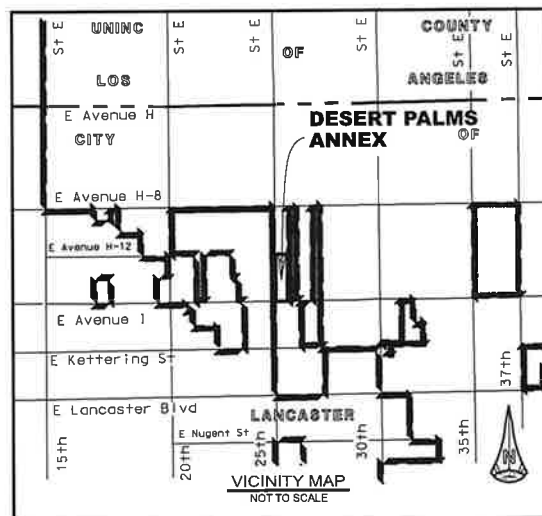 St E
UNINC
St E
St E
OF
St E
COUNTY
St E
St E
LOS
ANGELES
E Avenue H
CITY
DESERT PALMS
ANNEX
OF
E Avenue H-8
E Avenue H-12
E Avenue I
E Kettering St
37th
E Lancaster Blvd
LANCASTER
E Nugent St
15th
20th
25th
30th
35th
VICINITY MAP
NOT TO SCALE
N